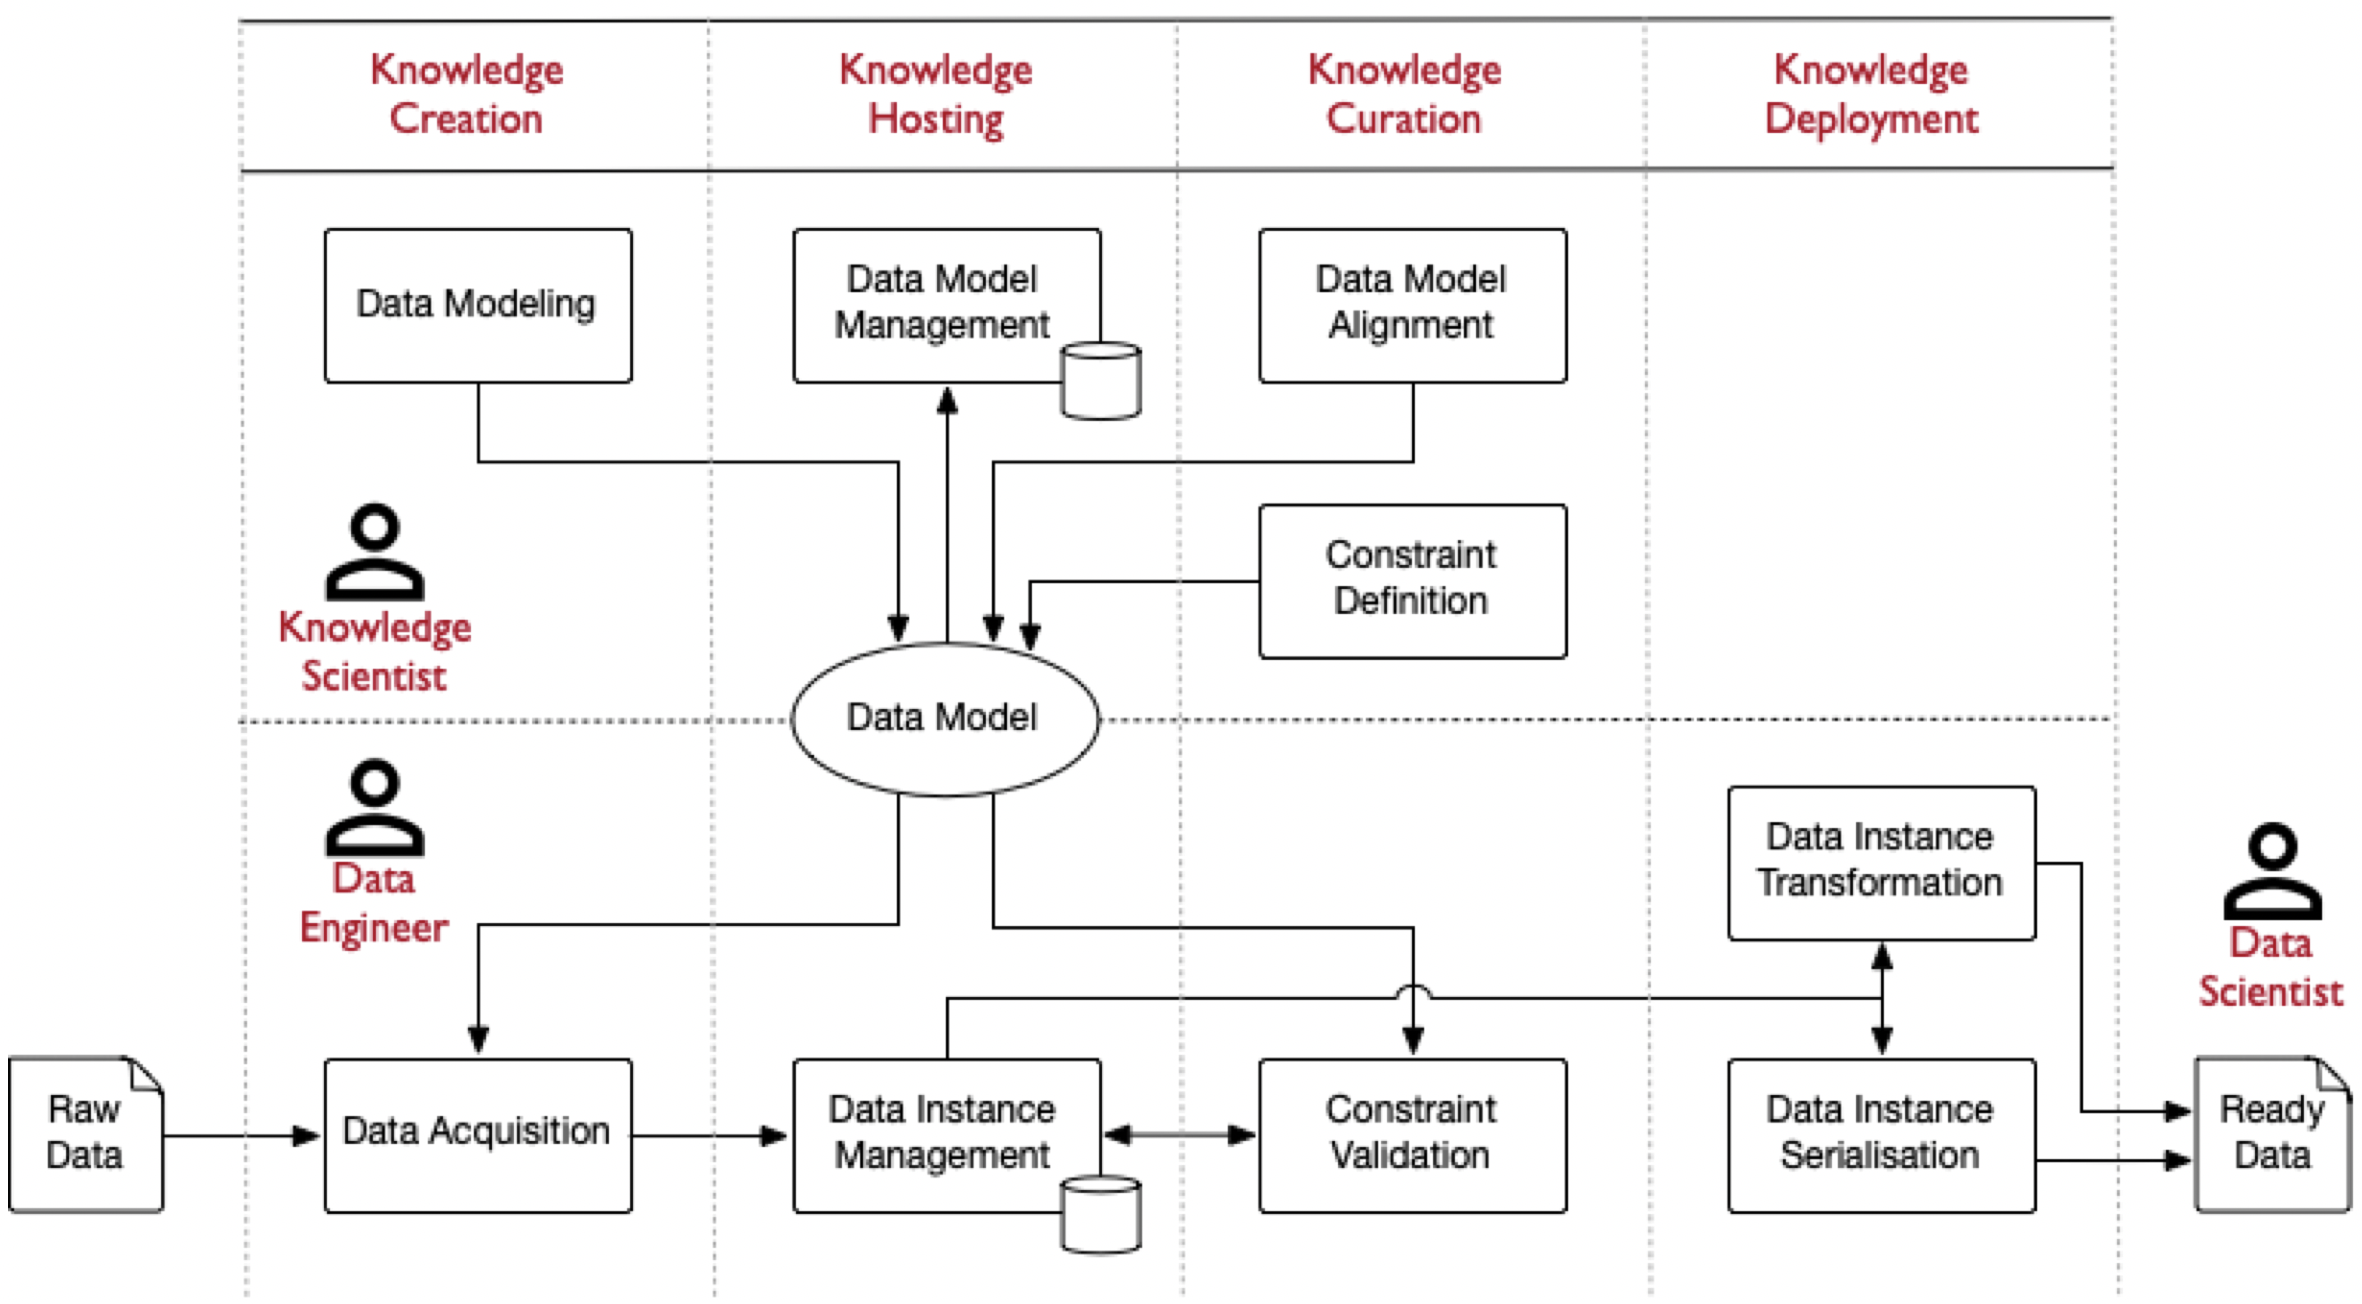 Knowledge
Creation
Knowledge
Hosting
Knowledge
Curation
Knowledge
Deployment
Data Modeling
Data Model
Management
Data Model
Alignment
Constraint
Definition
Knowledge
Scientist
Data Model
Data
Engineer
Data Instance
Transformation
Data
Scientist
Raw
Data
Data Acquisition
Data Instance
Management
Constraint
Validation
Data Instance
Serialisation
Ready
Data